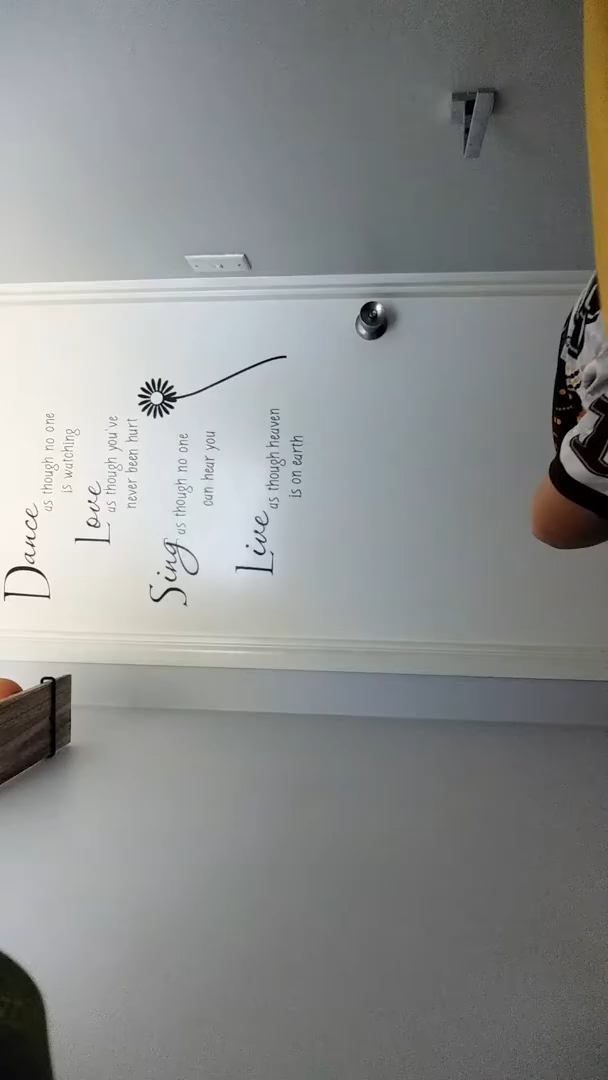 Dance as though no one
is watching
Love as though you've
never been hurt
Sing as though no one
can hear you
Live as though heaven
is on earth